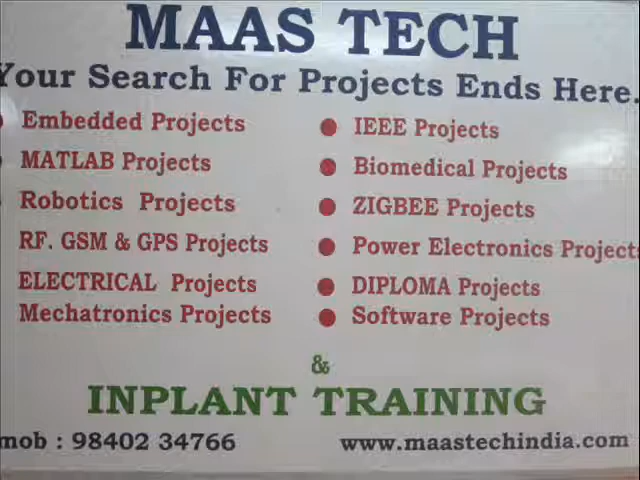 MAAS TECH
Your Search For Projects Ends Here.
Embedded Projects
MATLAB Projects
Robotics Projects
RF. GSM & GPS Projects
ELECTRICAL Projects
Mechatronics Projects
IEEE Projects
Biomedical Projects
ZIGBEE Projects
Power Electronics Projects
DIPLOMA Projects
Software Projects
&
INPLANT TRAINING
mob : 98402 34766
www.maastechindia.com